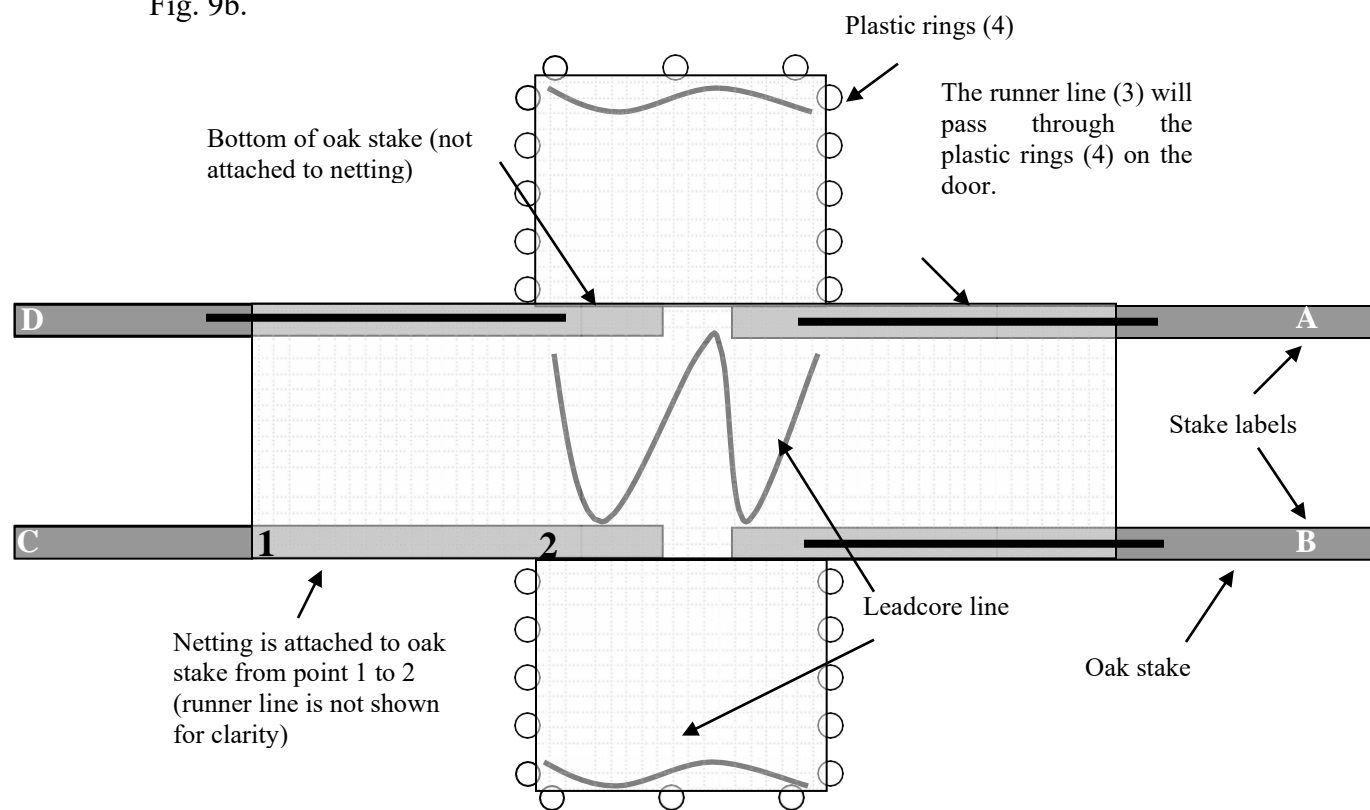 Fig. 9b.
Plastic rings (4)
The runner line (3) will
pass through the
plastic rings (4) on the
door.
Bottom of oak stake (not
attached to netting)
D
A
Stake labels
C
1
2
B
Leadcore line
Netting is attached to oak
stake from point 1 to 2
(runner line is not shown
for clarity)
Oak stake